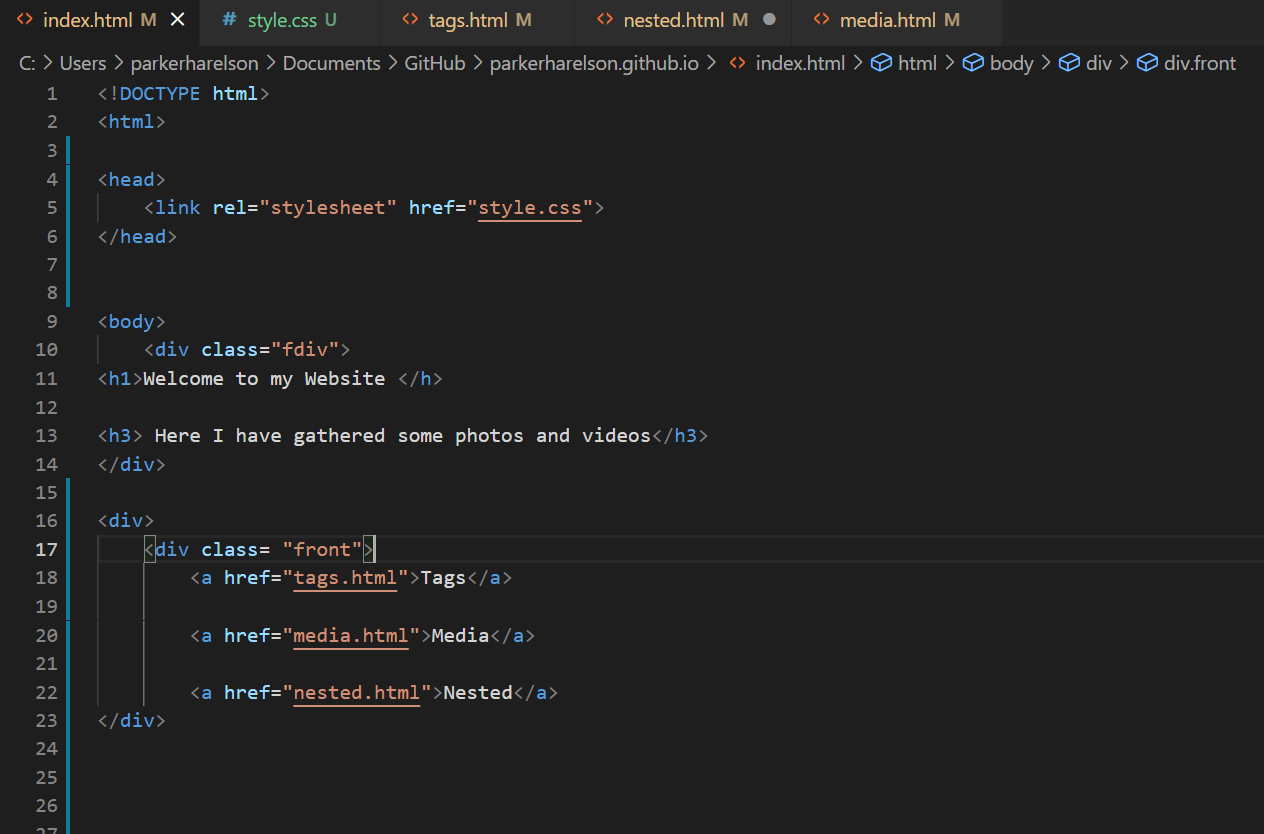 index.html M
# style.css U
tags.html M
nested.html M
media.html M
C: > Users > parkerharelson > Documents > GitHub > parkerharelson.github.io > index.html > html > body > div > div.front
1 <!DOCTYPE html>
2 <html>
3
4 <head>
5 <link rel="stylesheet" href="style.css">
6 </head>
7
8
9 <body>
10 <div class="fdiv">
11 <h1>Welcome to my Website </h>
12
13 <h3> Here I have gathered some photos and videos</h3>
14 </div>
15
16 <div>
17 <div class= "front">
18 <a href="tags.html">Tags</a>
19
20 <a href="media.html">Media</a>
21
22 <a href="nested.html">Nested</a>
23 </div>
24
25
26
27